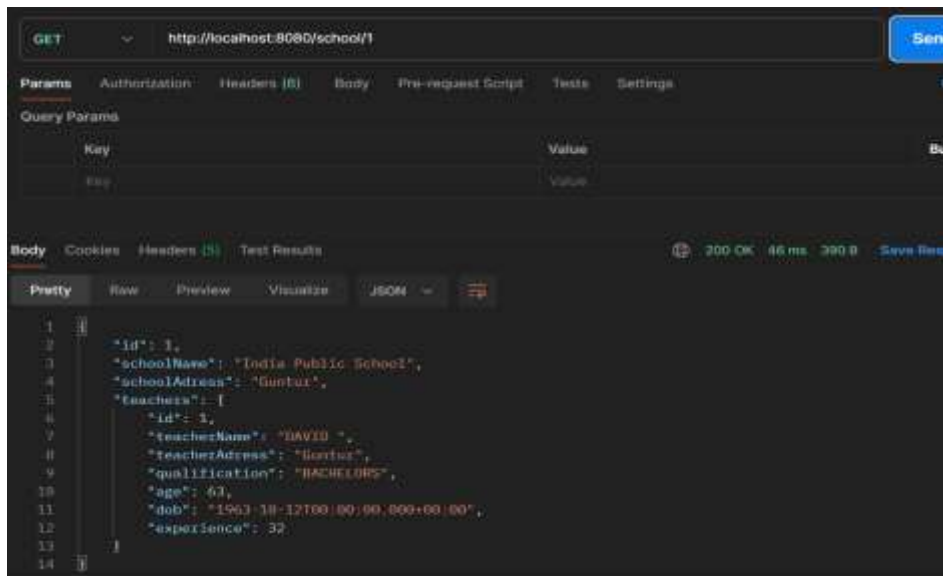 GET http://localhost:8080/school/1 Sen
Params Authorization Headers (6) Body Pre-request Script Tests Settings
Query Params
Key Value Bu
Key Value
Body Cookies Headers (5) Test Results 200 OK 46 ms 390 B Save Res
Pretty Raw Preview Visualize JSON
1 {
2 "id": 1,
3 "schoolName": "India Public School",
4 "schoolAdress": "Guntur",
5 "teachers": {
6 "id": 1,
7 "teacherName": "DAVID ",
8 "teacherAdress": "Guntur",
9 "qualification": "BACHELORS",
10 "age": 63,
11 "dob": "1963-10-12T00:00:00.000+00:00",
12 "experience": 32
13 }
14 }